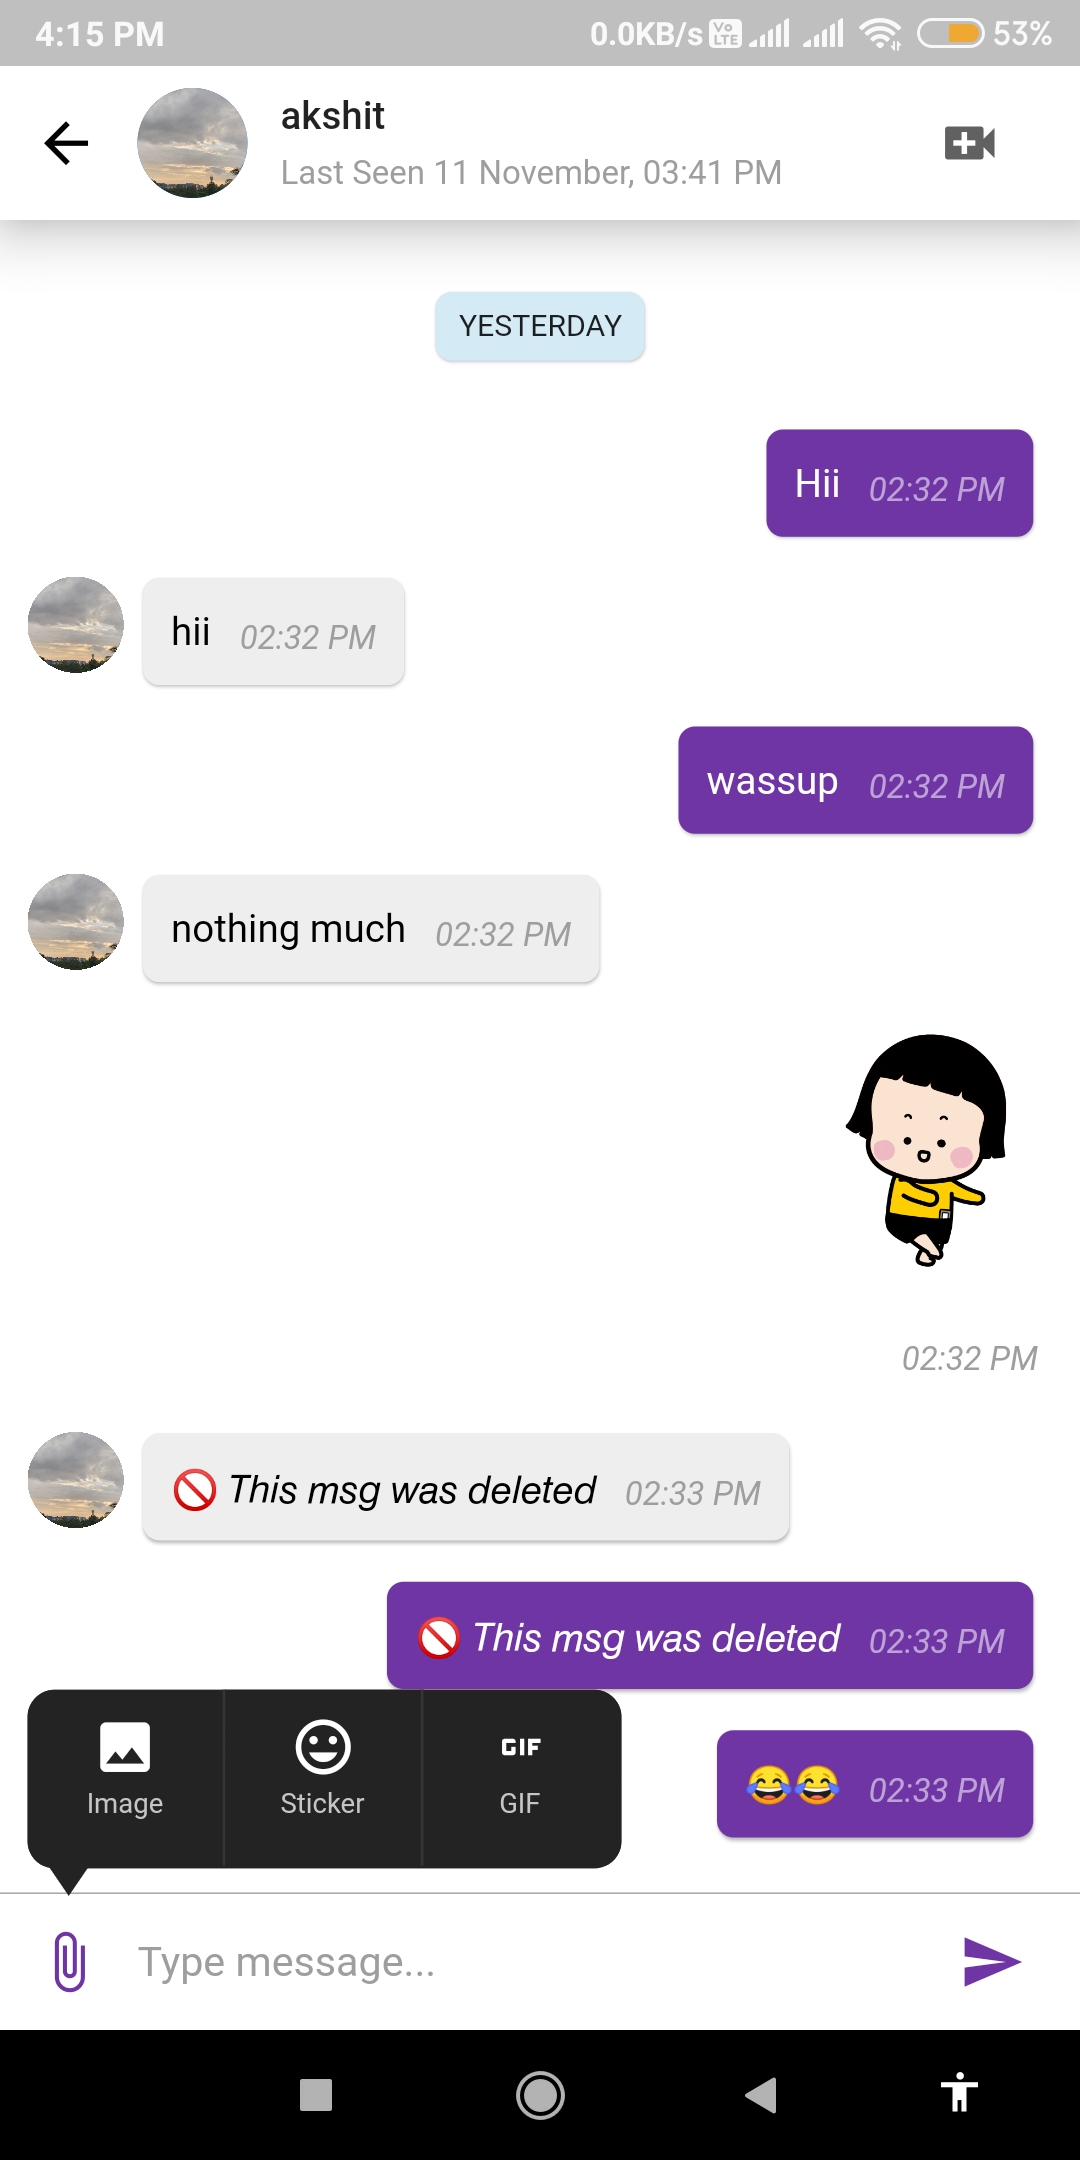 4:15 PM 0.0KB/s Vo LTE 53%
akshit
Last Seen 11 November, 03:41 PM
YESTERDAY
Hii 02:32 PM
hii 02:32 PM
wassup 02:32 PM
nothing much 02:32 PM
02:32 PM
🚫 This msg was deleted 02:33 PM
🚫 This msg was deleted 02:33 PM
😂😂 02:33 PM
GIF
Image Sticker GIF
Type message...